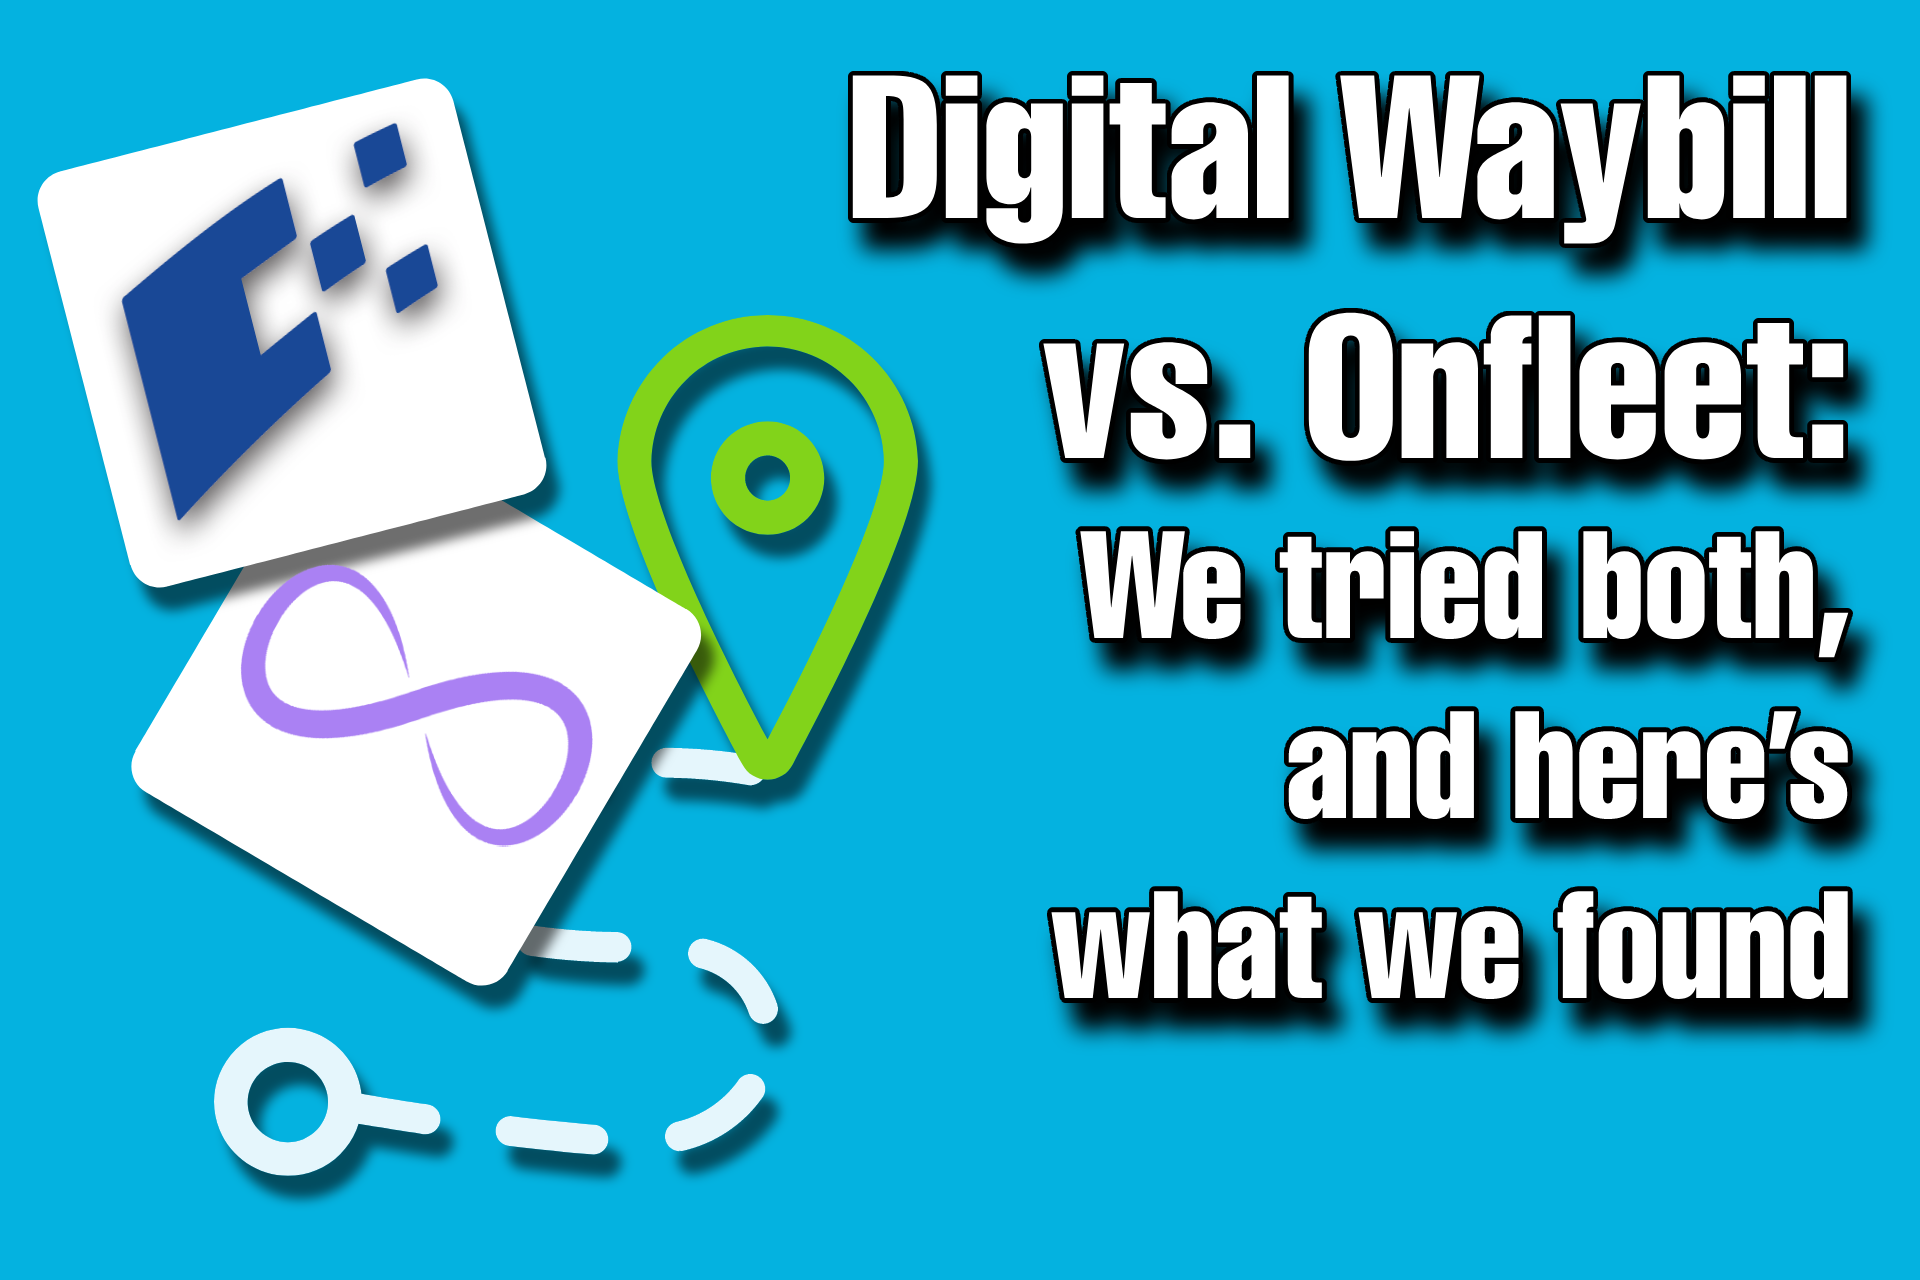 Digital Waybill
vs. Onfleet:
We tried both,
and here’s
what we found